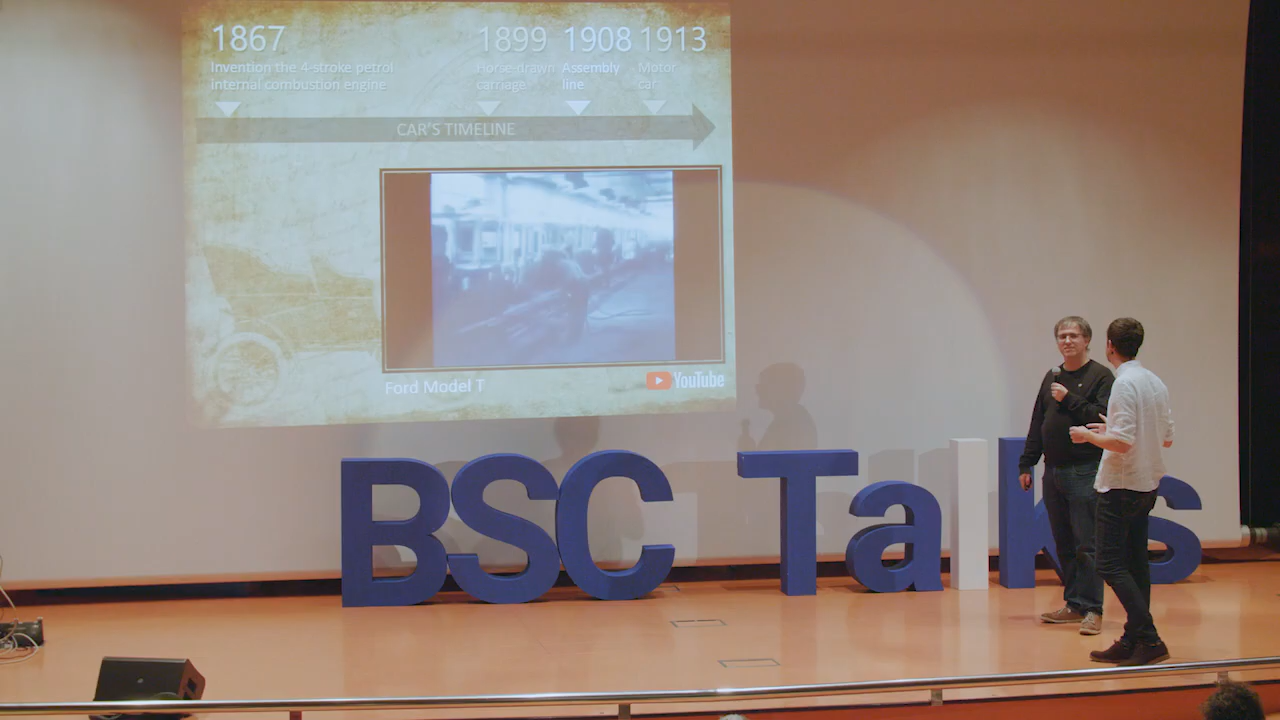 1867
1899
1908
1913
Invention the 4-stroke petrol
internal combustion engine
Horse-drawn
carriage
Assembly
line
Motor
car
CAR'S TIMELINE
Ford Model T
YouTube
BSC Talks